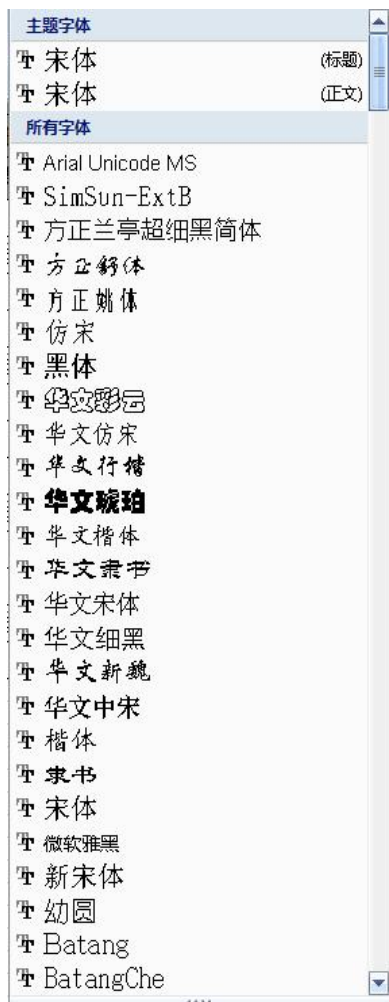 主题字体
宋体 (标题)
宋体 (正文)
所有字体
Arial Unicode MS
SimSun-ExtB
方正兰亭超细黑简体
方正舒体
方正姚体
仿宋
黑体
华文彩云
华文仿宋
华文行楷
华文琥珀
华文楷体
华文隶书
华文宋体
华文细黑
华文新魏
华文中宋
楷体
隶书
宋体
微软雅黑
新宋体
幼圆
Batang
BatangChe